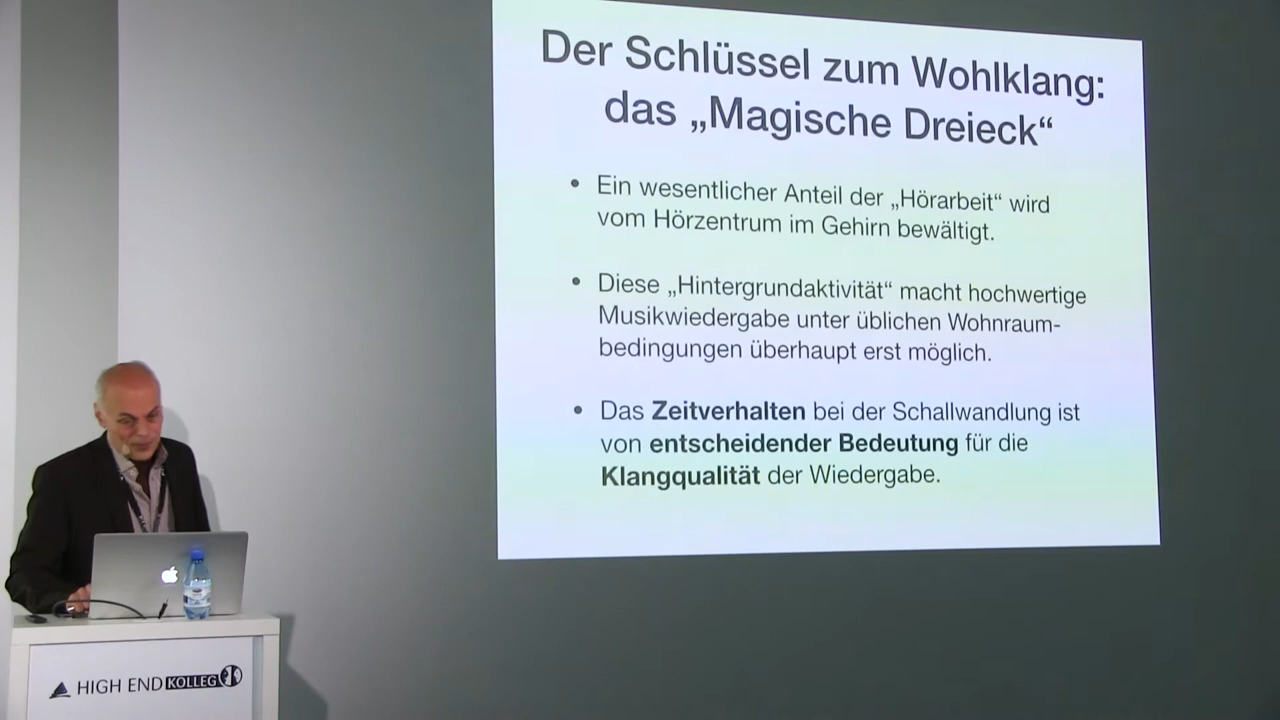 Der Schlüssel zum Wohlklang:
das „Magische Dreieck“
• Ein wesentlicher Anteil der „Hörarbeit“ wird
vom Hörzentrum im Gehirn bewältigt.
• Diese „Hintergrundaktivität“ macht hochwertige
Musikwiedergabe unter üblichen Wohnraum-
bedingungen überhaupt erst möglich.
• Das Zeitverhalten bei der Schallwandlung ist
von entscheidender Bedeutung für die
Klangqualität der Wiedergabe.
HIGH END KOLLEG